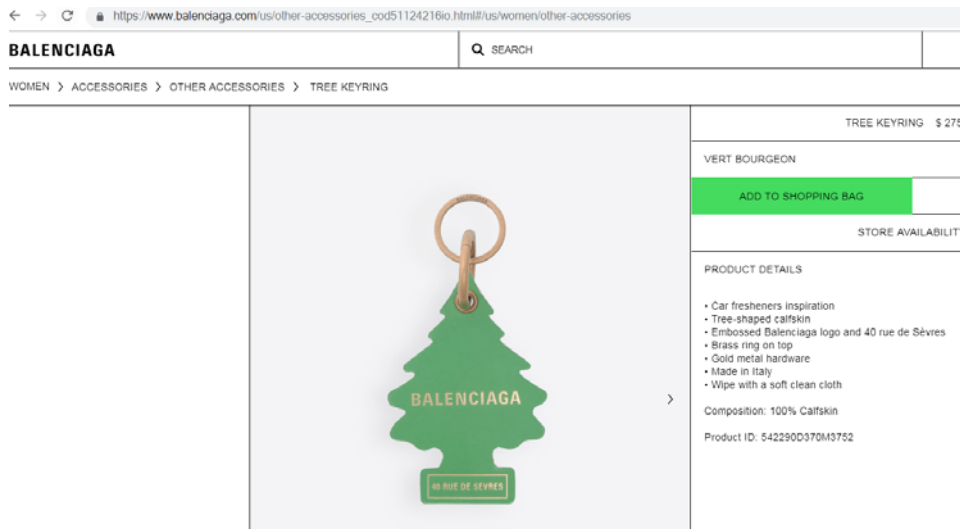 https://www.balenciaga.com/us/other-accessories_cod51124216io.html#/us/women/other-accessories
BALENCIAGA
SEARCH
WOMEN > ACCESSORIES > OTHER ACCESSORIES > TREE KEYRING
TREE KEYRING $ 275
VERT BOURGEON
ADD TO SHOPPING BAG
STORE AVAILABILIT
PRODUCT DETAILS
• Car fresheners inspiration
• Tree-shaped calfskin
• Embossed Balenciaga logo and 40 rue de Sèvres
• Brass ring on top
• Gold metal hardware
• Made in Italy
• Wipe with a soft clean cloth
Composition: 100% Calfskin
Product ID: 542290D370M3752
BALENCIAGA
BALENCIAGA
40 RUE DE SEVRES